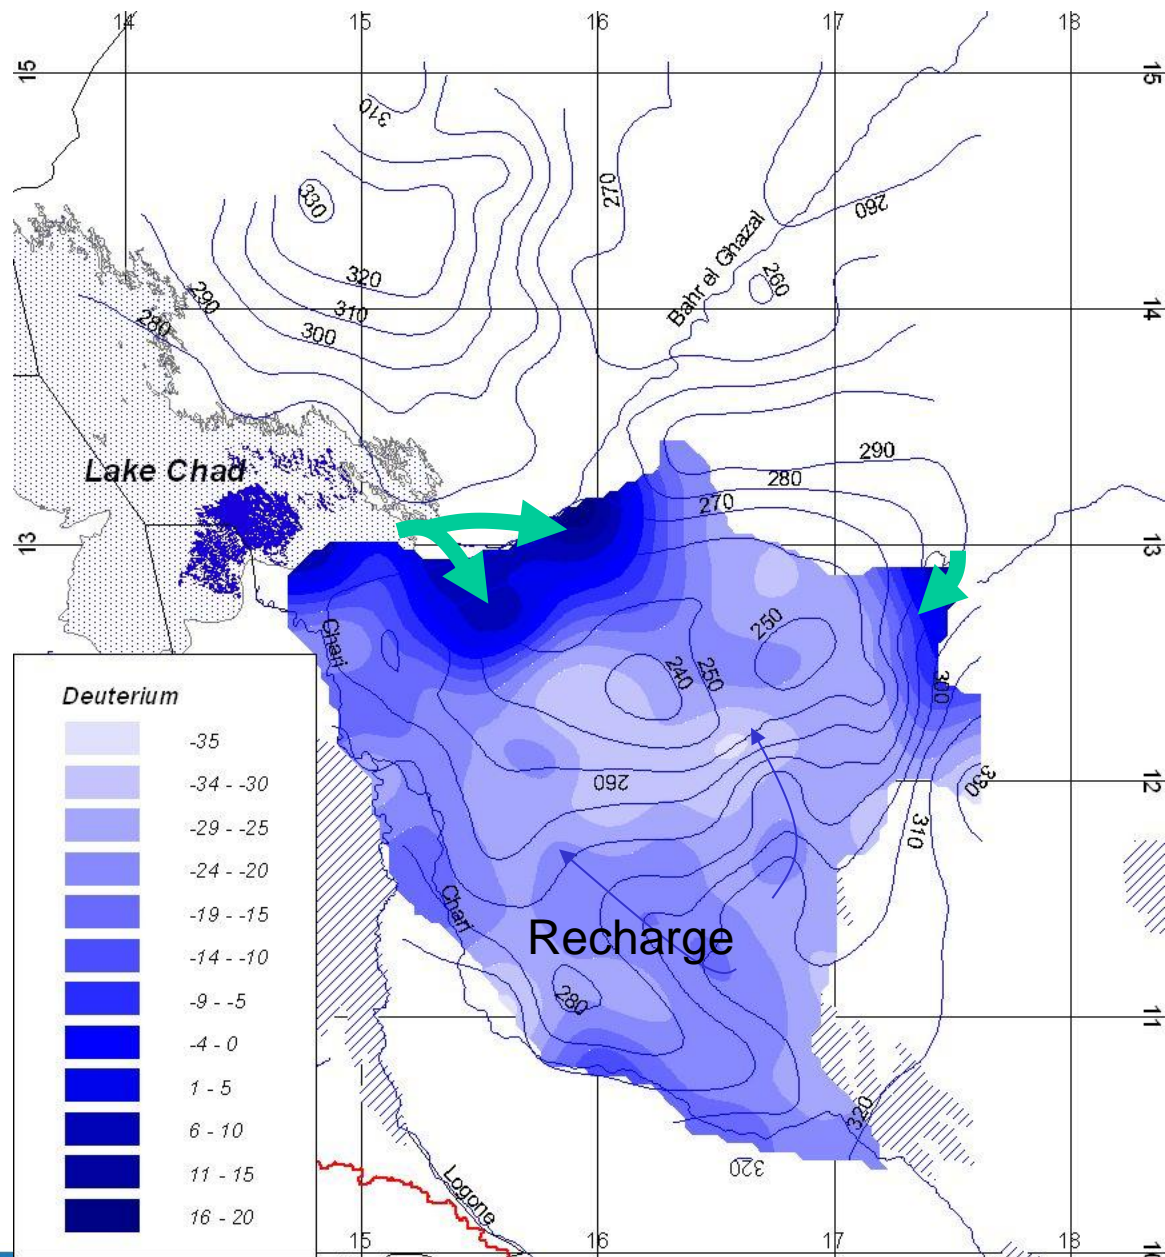 14
15
16
17
18
15
15
310
330
270
260
Bahr el Ghazal
260
320
290
310
280
300
14
290
Lake Chad
280
270
13
13
250
Chari
240
250
300
Deuterium
-35
-34 - -30
-29 - -25
-24 - -20
-19 - -15
-14 - -10
-9 - -5
-4 - 0
1 - 5
6 - 10
11 - 15
16 - 20
260
330
12
310
Chari
Recharge
280
11
320
320
Logone
15
16
17
18
10